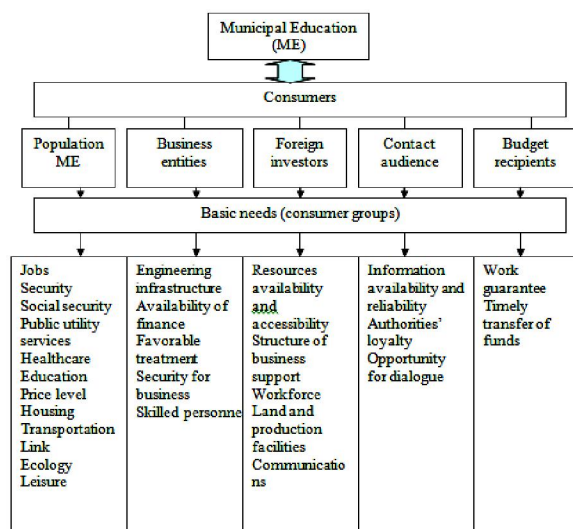 Municipal Education
(ME)
Consumers
Population
ME
Business
entities
Foreign
investors
Contact
audience
Budget
recipients
Basic needs (consumer groups)
Jobs
Security
Social security
Public utility
services
Healthcare
Education
Price level
Housing
Transportation
Link
Ecology
Leisure
Engineering
infrastructure
Availability of
finance
Favorable
treatment
Security for
business
Skilled personne
Resources
availability
and
accessibility
Structure of
business
support
Workforce
Land and
production
facilities
Communicatio
ns
Information
availability and
reliability
Authorities'
loyalty
Opportunity
for dialogue
Work
guarantee
Timely
transfer of
funds